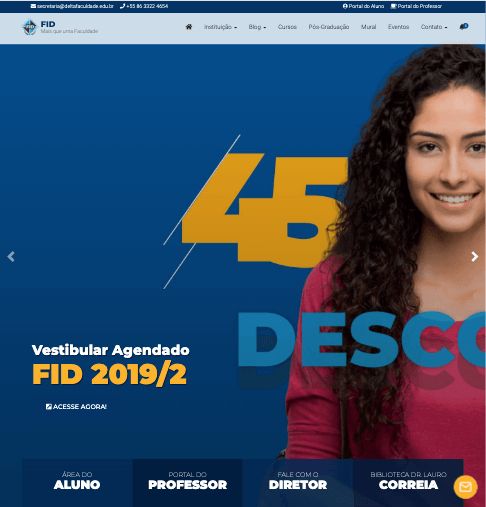 secretaria@deltafaculdade.edu.br +55 86 3322 4654 Portal do Aluno Portal do Professor
FID
Mais que uma Faculdade
Instituição Blog Cursos Pós-Graduação Mural Eventos Contato
45
DESCO
Vestibular Agendado
FID 2019/2
ACESSE AGORA!
ÁREA DO
ALUNO
PORTAL DO
PROFESSOR
FALE COM O
DIRETOR
BIBLIOTECA DR. LAURO
CORREIA